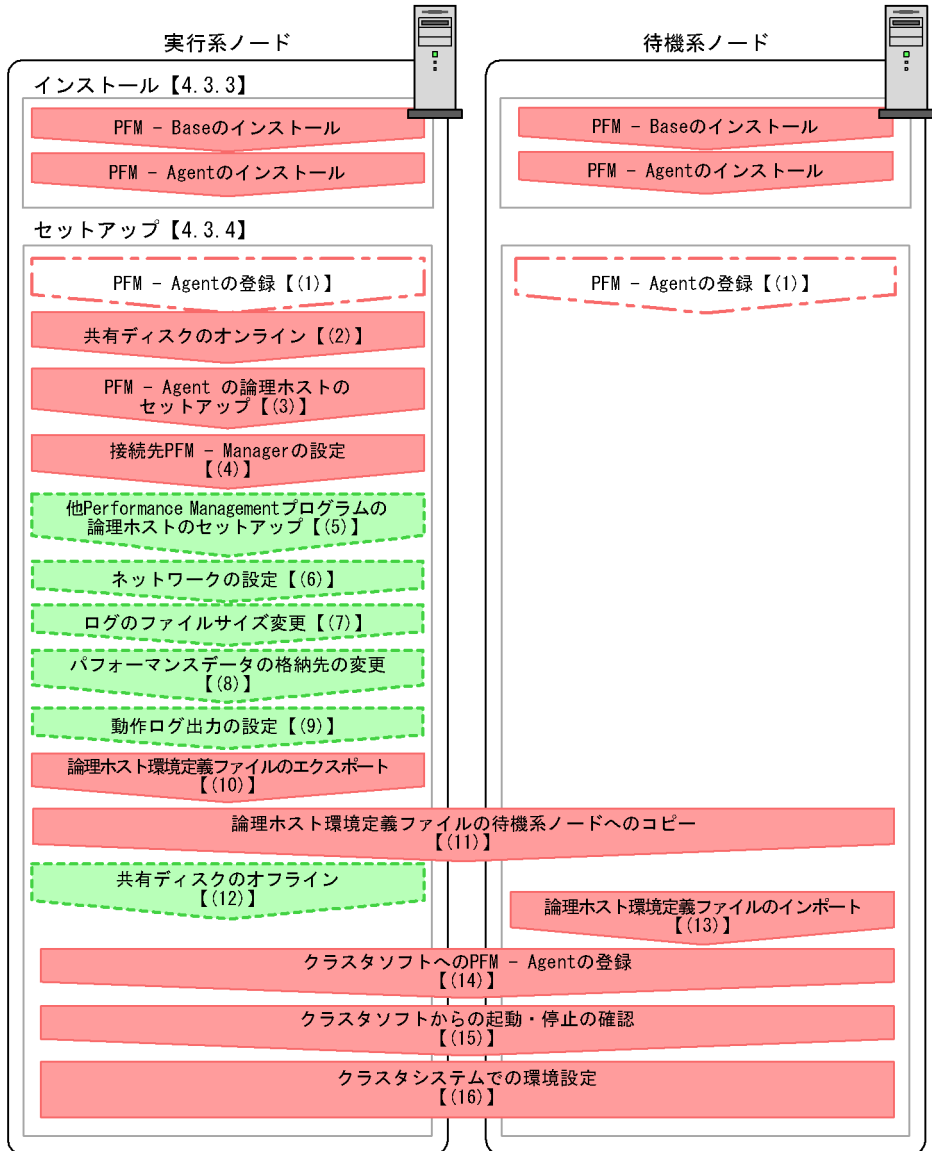 実行系ノード
待機系ノード
インストール【4.3.3】
PFM - Baseのインストール
PFM - Baseのインストール
PFM - Agentのインストール
PFM - Agentのインストール
セットアップ【4.3.4】
PFM - Agentの登録【(1)】
PFM - Agentの登録【(1)】
共有ディスクのオンライン【(2)】
PFM - Agent の論理ホストの
セットアップ【(3)】
接続先PFM - Managerの設定
【(4)】
他Performance Managementプログラムの
論理ホストのセットアップ【(5)】
ネットワークの設定【(6)】
ログのファイルサイズ変更【(7)】
パフォーマンスデータの格納先の変更
【(8)】
動作ログ出力の設定【(9)】
論理ホスト環境定義ファイルのエクスポート
【(10)】
論理ホスト環境定義ファイルの待機系ノードへのコピー
【(11)】
共有ディスクのオフライン
【(12)】
論理ホスト環境定義ファイルのインポート
【(13)】
クラスタソフトへのPFM - Agentの登録
【(14)】
クラスタソフトからの起動・停止の確認
【(15)】
クラスタシステムでの環境設定
【(16)】